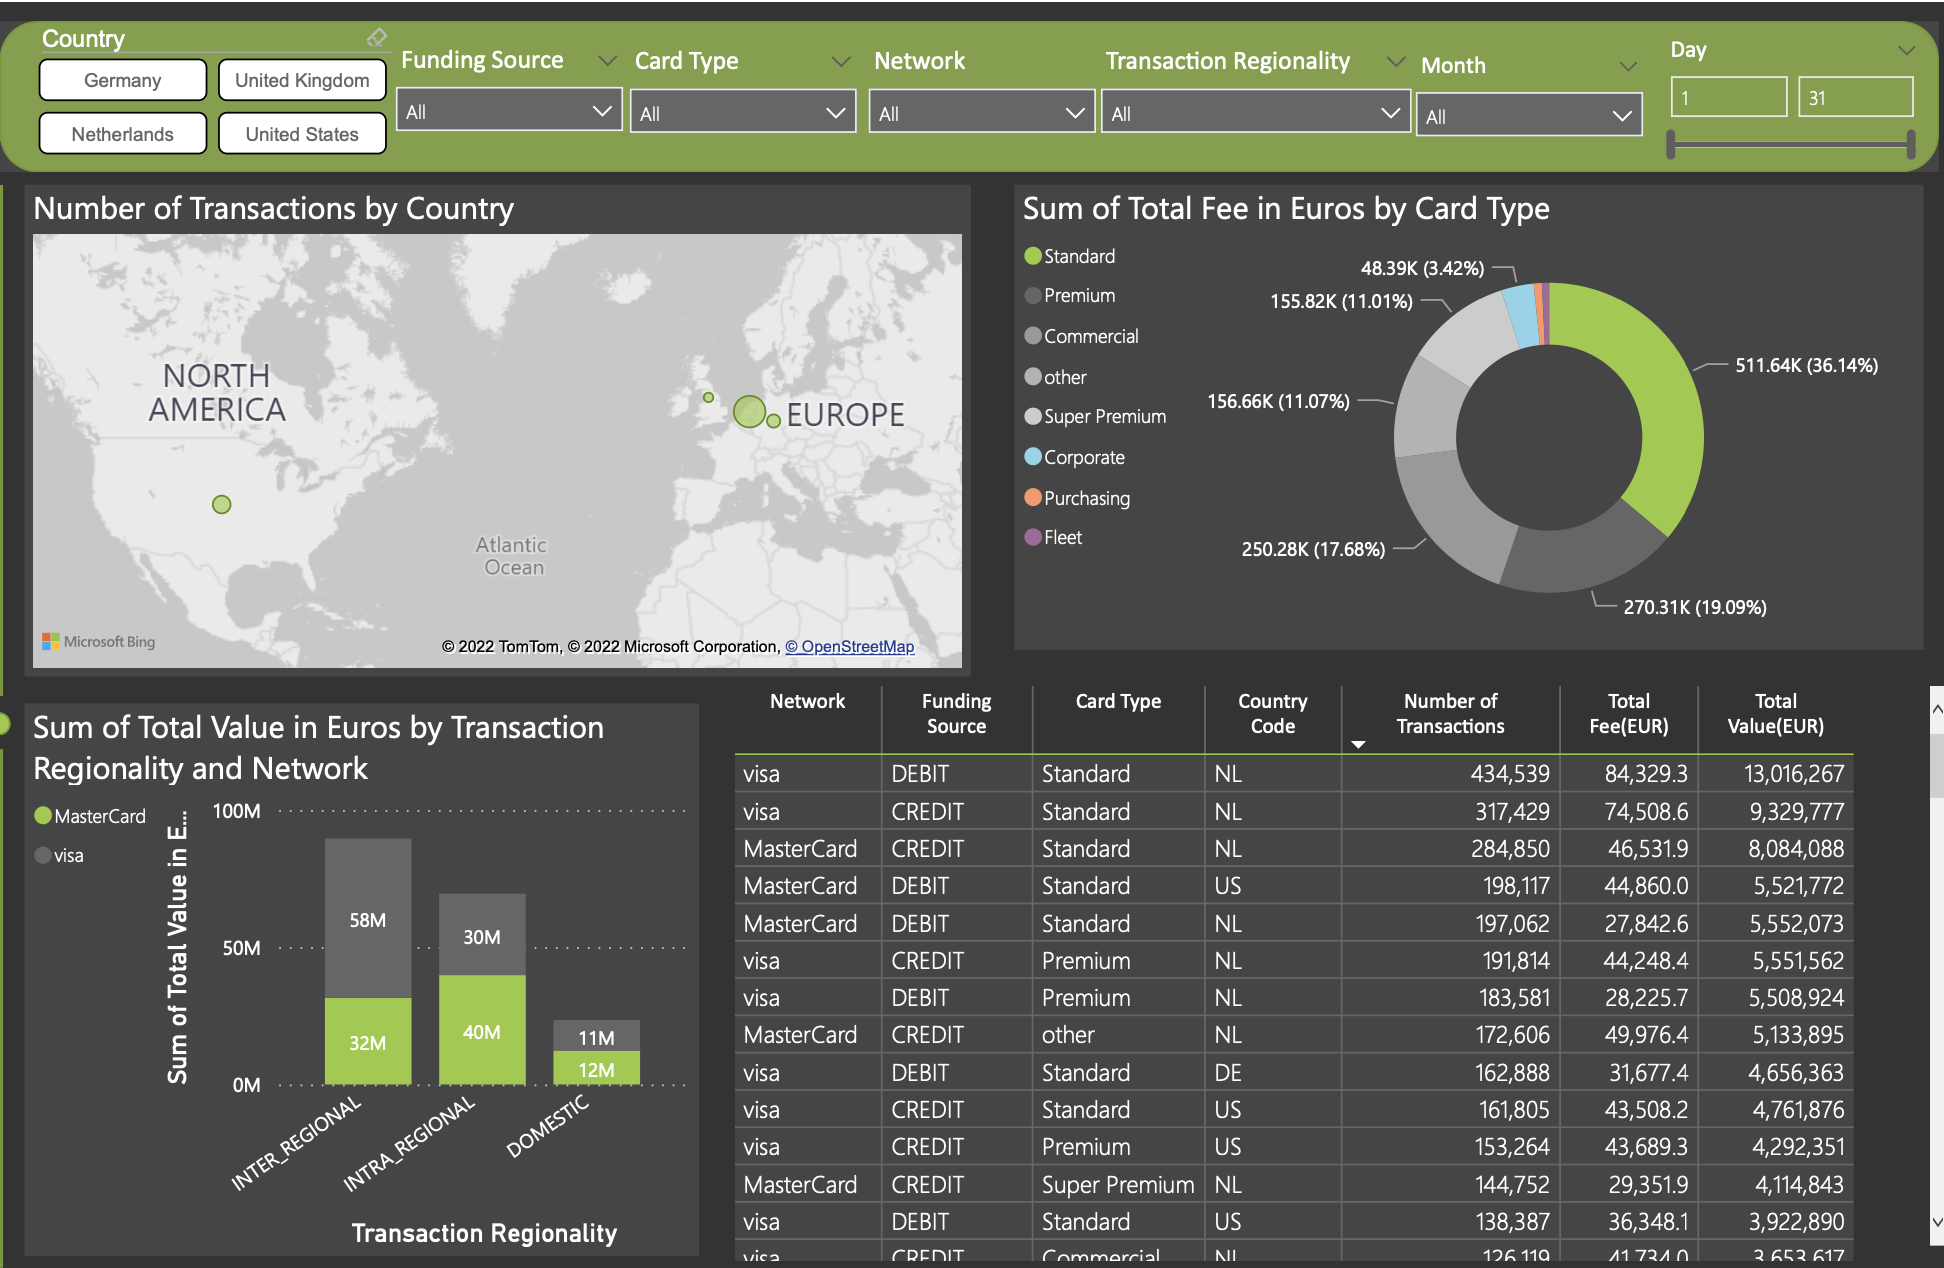 Country
Germany
United Kingdom
Netherlands
United States
Funding Source
All
Card Type
All
Network
All
Transaction Regionality
All
Month
All
Day
1
31
Number of Transactions by Country
NORTH
AMERICA
EUROPE
Atlantic
Ocean
Microsoft Bing
© 2022 TomTom, © 2022 Microsoft Corporation, © OpenStreetMap
Sum of Total Fee in Euros by Card Type
Standard
Premium
Commercial
other
Super Premium
Corporate
Purchasing
Fleet
48.39K (3.42%)
155.82K (11.01%)
511.64K (36.14%)
156.66K (11.07%)
250.28K (17.68%)
270.31K (19.09%)
Sum of Total Value in Euros by Transaction
Regionality and Network
MasterCard
visa
Sum of Total Value in E...
100M
50M
0M
58M
32M
30M
40M
11M
12M
INTER_REGIONAL
INTRA_REGIONAL
DOMESTIC
Transaction Regionality
Network Funding Source Card Type Country Code Number of Transactions Total Fee(EUR) Total Value(EUR)
visa DEBIT Standard NL 434,539 84,329.3 13,016,267
visa CREDIT Standard NL 317,429 74,508.6 9,329,777
MasterCard CREDIT Standard NL 284,850 46,531.9 8,084,088
MasterCard DEBIT Standard US 198,117 44,860.0 5,521,772
MasterCard DEBIT Standard NL 197,062 27,842.6 5,552,073
visa CREDIT Premium NL 191,814 44,248.4 5,551,562
visa DEBIT Premium NL 183,581 28,225.7 5,508,924
MasterCard CREDIT other NL 172,606 49,976.4 5,133,895
visa DEBIT Standard DE 162,888 31,677.4 4,656,363
visa CREDIT Standard US 161,805 43,508.2 4,761,876
visa CREDIT Premium US 153,264 43,689.3 4,292,351
MasterCard CREDIT Super Premium NL 144,752 29,351.9 4,114,843
visa DEBIT Standard US 138,387 36,348.1 3,922,890
visa CREDIT Commercial NL 126,119 41,734.0 3,653,617